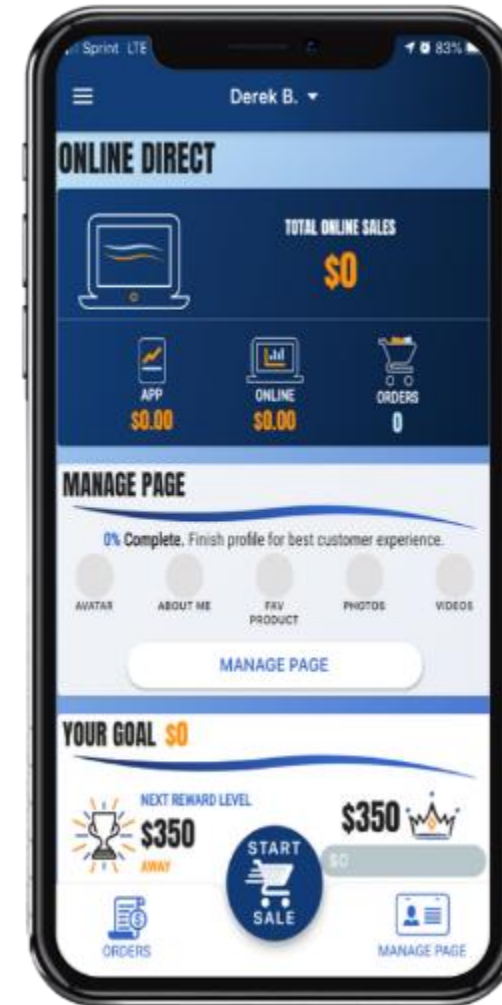 Sprint LTE 83%
Derek B.
ONLINE DIRECT
TOTAL ONLINE SALES
$0
APP ONLINE ORDERS
$0.00 $0.00 0
MANAGE PAGE
0% Complete. Finish profile for best customer experience.
AVATAR ABOUT ME FAV PRODUCT PHOTOS VIDEOS
MANAGE PAGE
YOUR GOAL $0
NEXT REWARD LEVEL
$350
AWAY
$350
$0
START
SALE
ORDERS
MANAGE PAGE